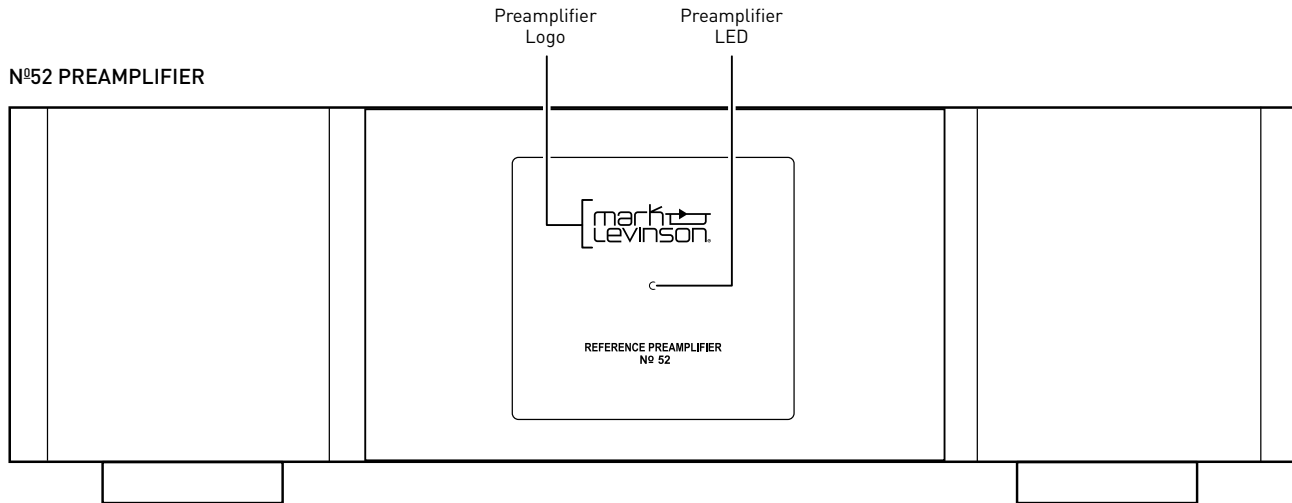 Preamplifier
Logo
Preamplifier
LED
Nº52 PREAMPLIFIER
mark
Levinson®
REFERENCE PREAMPLIFIER
Nº 52